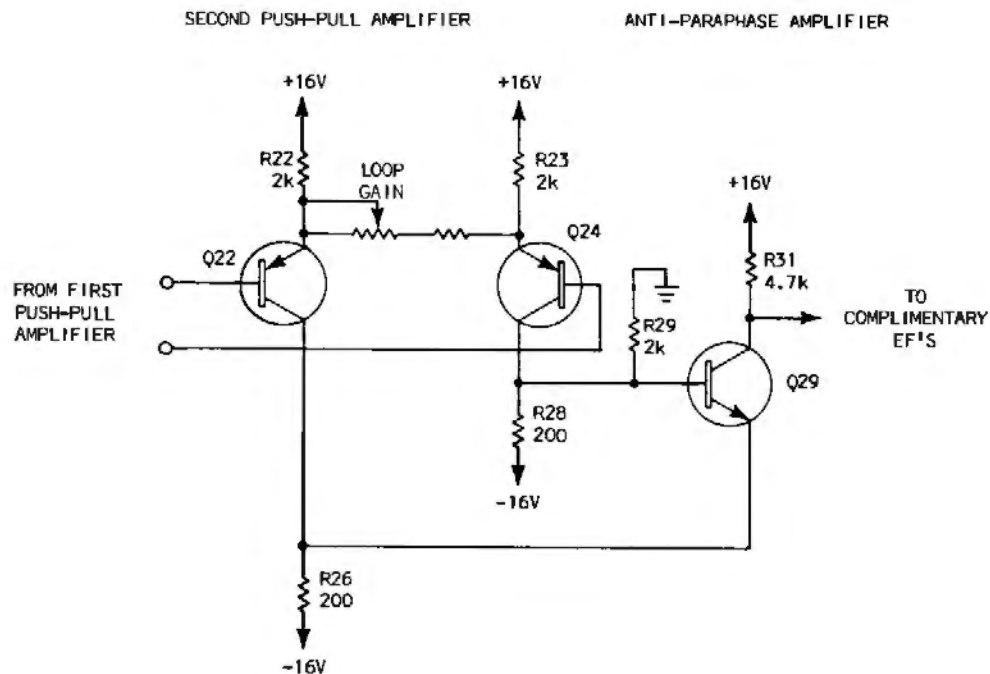 SECOND PUSH-PULL AMPLIFIER
ANTI-PARAPHASE AMPLIFIER
+16V
+16V
R22
2k
LOOP
GAIN
R23
2k
+16V
Q22
Q24
R31
4.7k
FROM FIRST
PUSH-PULL
AMPLIFIER
R29
2k
TO
COMPLIMENTARY
EF'S
Q29
R28
200
-16V
R26
200
-16V